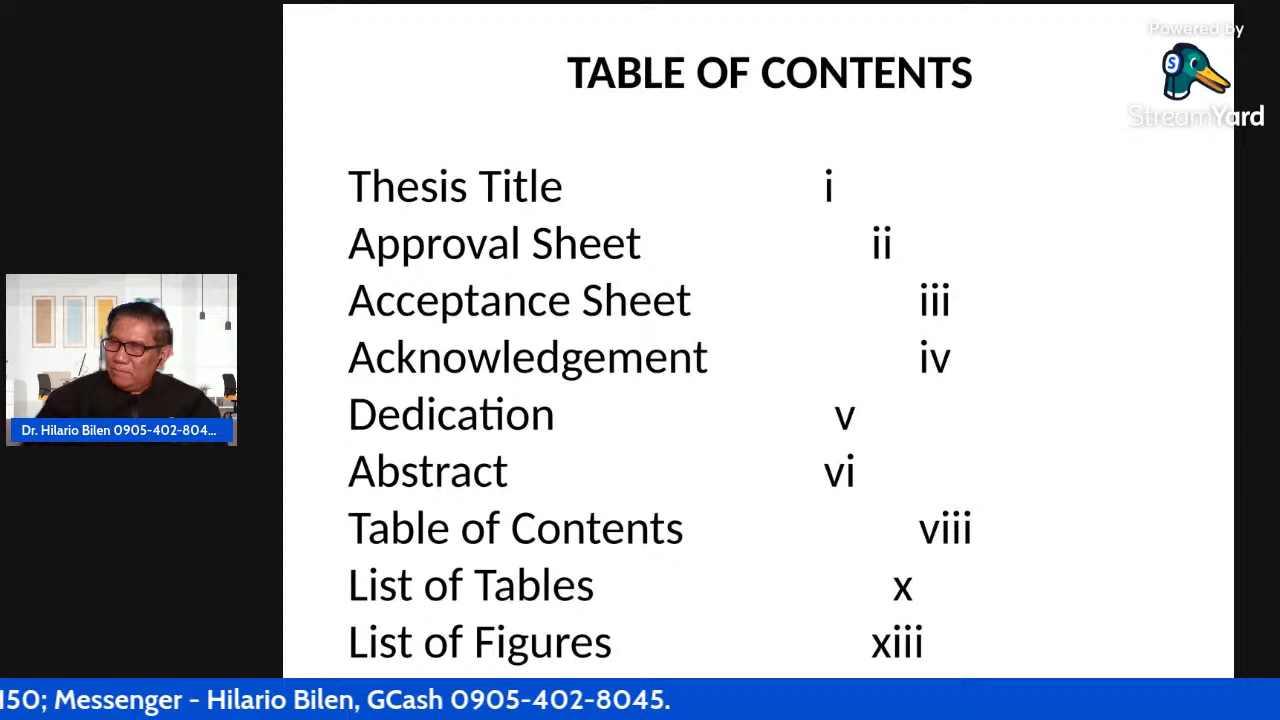 Powered by
StreamYard
TABLE OF CONTENTS
Thesis Title i
Approval Sheet ii
Acceptance Sheet iii
Acknowledgement iv
Dedication v
Abstract vi
Table of Contents viii
List of Tables x
List of Figures xiii
Dr. Hilario Bilen 0905-402-804...
150; Messenger - Hilario Bilen, GCash 0905-402-8045.